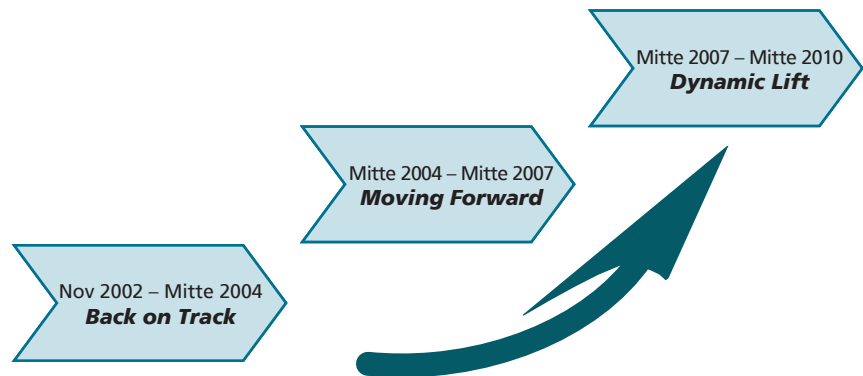 Mitte 2007 – Mitte 2010
Dynamic Lift
Mitte 2004 – Mitte 2007
Moving Forward
Nov 2002 – Mitte 2004
Back on Track